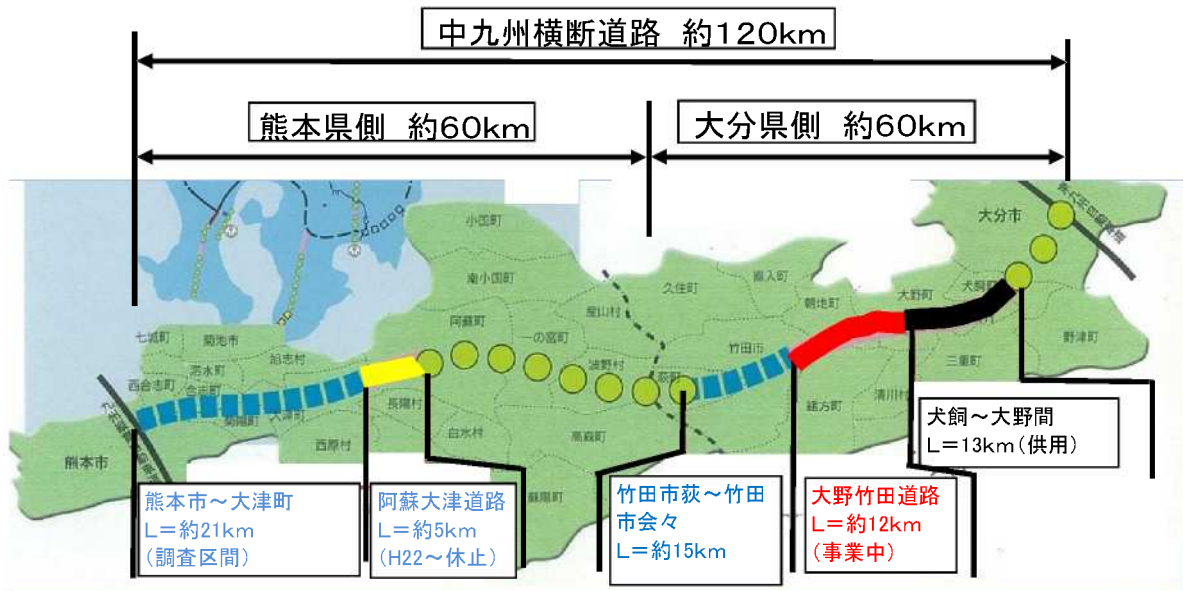 中九州横断道路 約120km
熊本県側 約60km
大分県側 約60km
小国町
大分市
南小国町
久住町
直入町
産山村
朝地町
大野町
七城町
菊池市
阿蘇町
一の宮町
旭志村
竹田市
野津町
波野村
三重町
西合志町
合志町
荻町
長陽村
菊陽町
大津町
緒方町
清川村
白水村
高森町
西原村
熊本市
蘇陽町
犬飼～大野間
L＝13km（供用）
熊本市～大津町
L＝約21km
（調査区間）
阿蘇大津道路
L＝約5km
（H22～休止）
竹田市荻～竹田
市会々
L＝約15km
大野竹田道路
L＝約12km
（事業中）